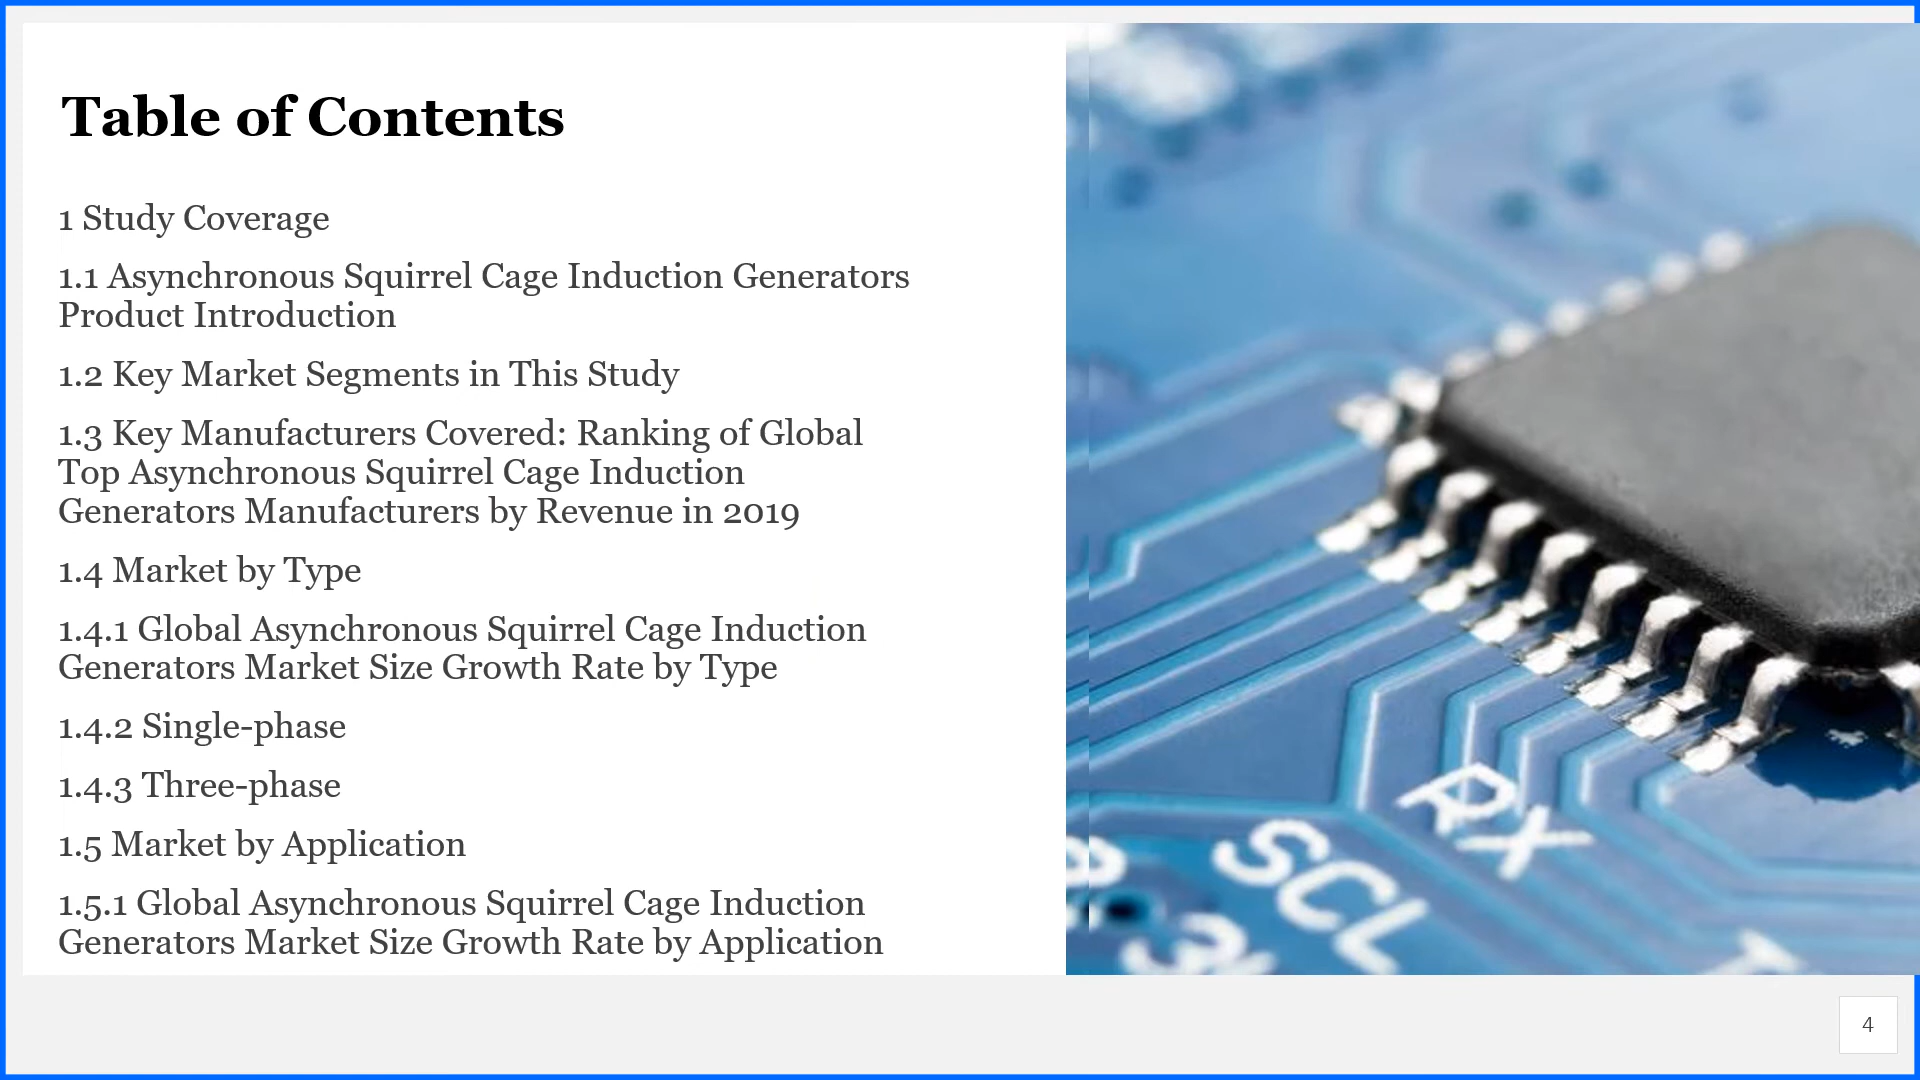 Table of Contents
1 Study Coverage
1.1 Asynchronous Squirrel Cage Induction Generators
Product Introduction
1.2 Key Market Segments in This Study
1.3 Key Manufacturers Covered: Ranking of Global
Top Asynchronous Squirrel Cage Induction
Generators Manufacturers by Revenue in 2019
1.4 Market by Type
1.4.1 Global Asynchronous Squirrel Cage Induction
Generators Market Size Growth Rate by Type
1.4.2 Single-phase
1.4.3 Three-phase
1.5 Market by Application
1.5.1 Global Asynchronous Squirrel Cage Induction
Generators Market Size Growth Rate by Application
RX
SCL
4